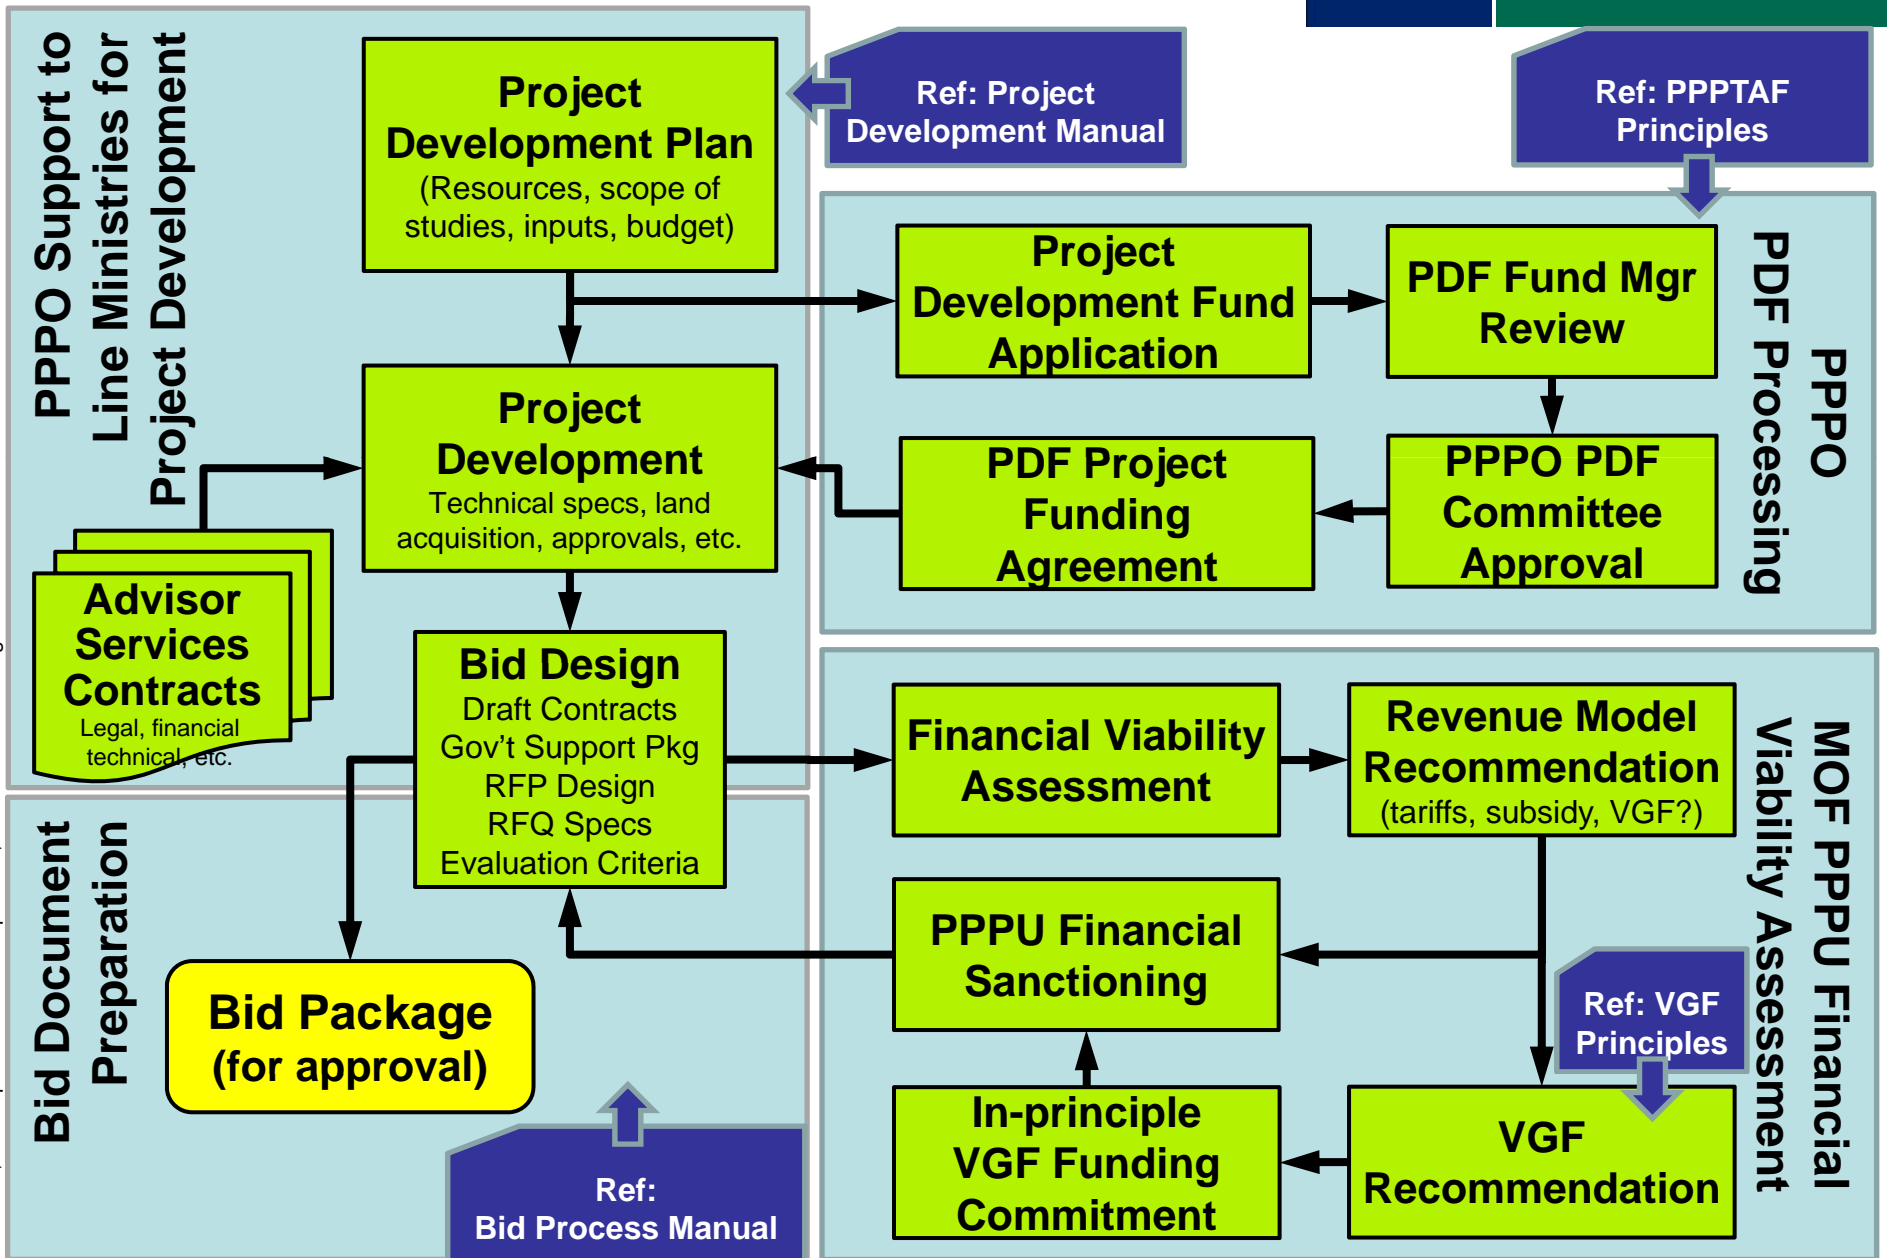 PPPO Support to
Line Ministries for
Project Development
Project
Development Plan
(Resources, scope of
studies, inputs, budget)
Ref: Project
Development Manual
Ref: PPPTAF
Principles
Project
Development Fund
Application
PDF Fund Mgr
Review
PPPO
PDF Processing
Project
Development
Technical specs, land
acquisition, approvals, etc.
PDF Project
Funding
Agreement
PPPO PDF
Committee
Approval
Advisor
Services
Contracts
Legal, financial
technical, etc.
Bid Design
Draft Contracts
Gov't Support Pkg
RFP Design
RFQ Specs
Evaluation Criteria
Financial Viability
Assessment
Revenue Model
Recommendation
(tariffs, subsidy, VGF?)
MOF PPPU Financial
Viability Assessment
Bid Document
Preparation
Bid Package
(for approval)
PPPU Financial
Sanctioning
Ref: VGF
Principles
In-principle
VGF Funding
Commitment
VGF
Recommendation
Ref:
Bid Process Manual